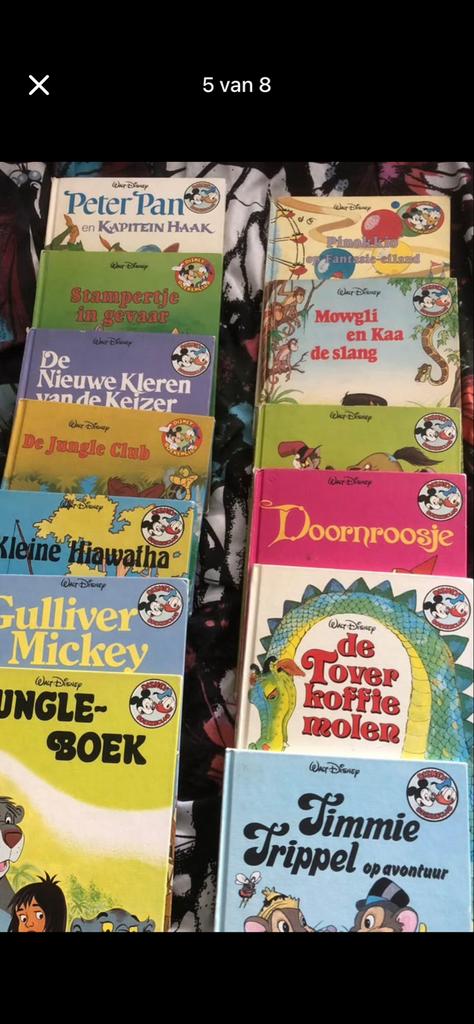 5 van 8
Walt Disney
Peter Pan
en Kapitein Haak
Walt Disney
Stampertje
in gevaar
Walt Disney
De
Nieuwe Kleren
van de Keizer
Walt Disney
De Jungle Club
Walt Disney
Kleine Hiawatha
Walt Disney
Gulliver
Mickey
Walt Disney
UNGLE-
BOEK
Walt Disney
Pinokkio
op Fantasie-eiland
Walt Disney
Mowgli
en Kaa
de slang
Walt Disney
Walt Disney
Doornroosje
Walt Disney
de
Tover
koffie
molen
Walt Disney
Timmie
Trippel op avontuur